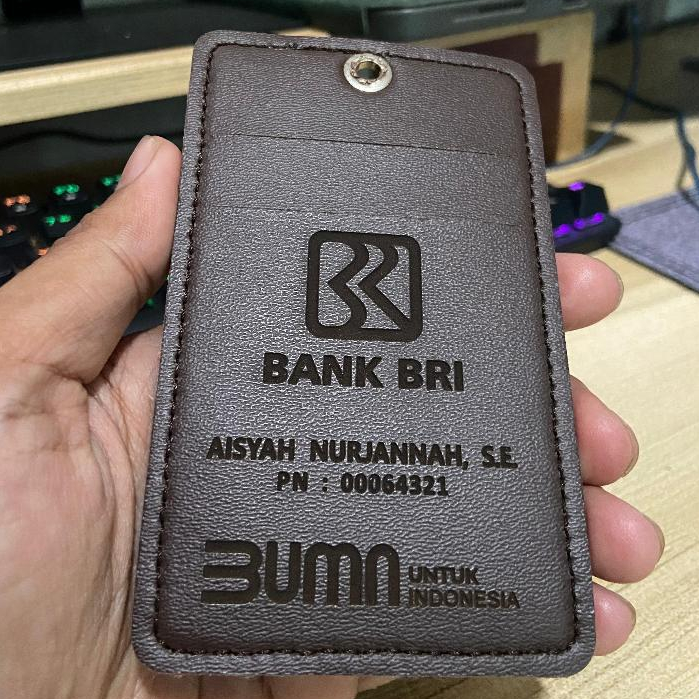 BANK BRI
AISYAH NURJANNAH, S.E.
PN : 00064321
BUMN UNTUK
INDONESIA